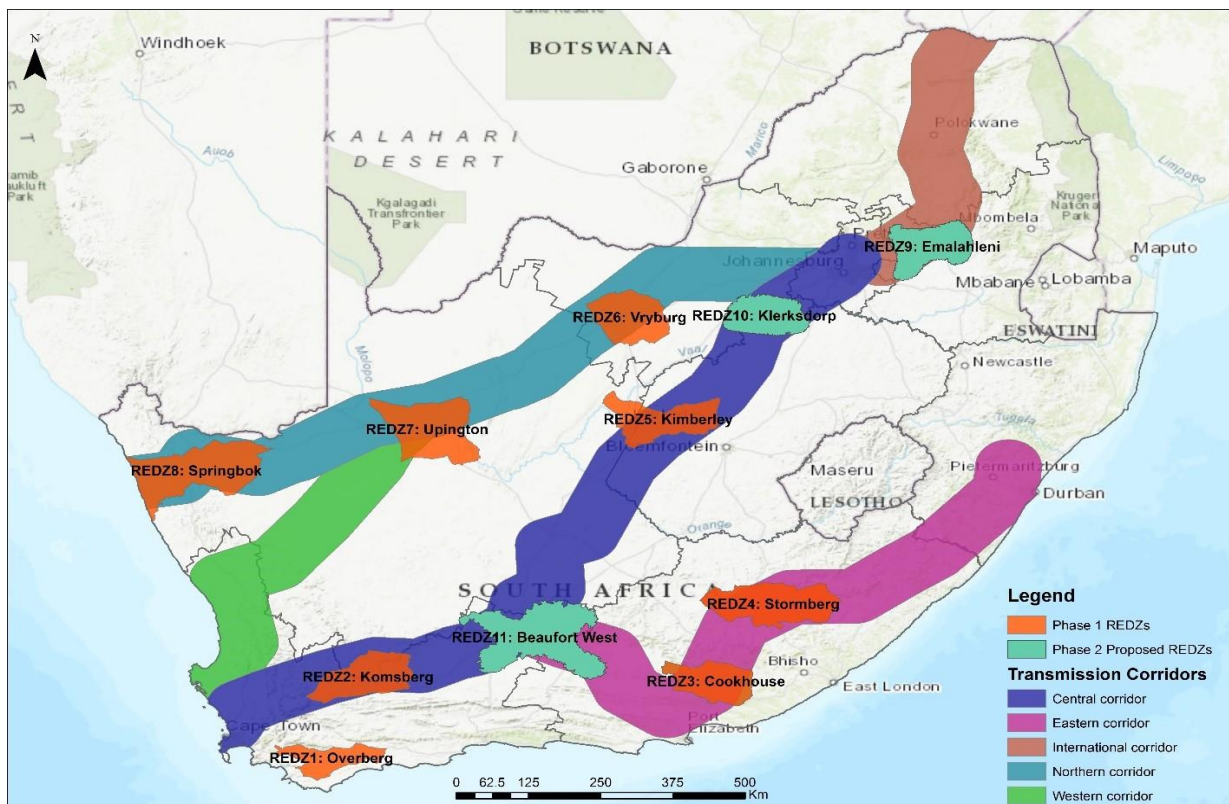 N
Windhoek
BOTSWANA
KALAHARI
DESERT
Auob
Kgalagadi
Transfrontier
Park
Gaborone
Marico
Polokwane
Limpopo
Kruger
National
Park
Mbombela
Maputo
REDZ9: Emalahleni
Johannesburg
Mbabane
Lobamba
ESWATINI
REDZ6: Vryburg
REDZ10: Klerksdorp
Vaal
Newcastle
Molopo
REDZ5: Kimberley
REDZ7: Upington
Bloemfontein
Tugela
REDZ8: Springbok
Maseru
LESOTHO
Pietermaritzburg
Durban
Orange
SOUTH AFRICA
REDZ4: Stormberg
REDZ11: Beaufort West
REDZ2: Komsberg
REDZ3: Cookhouse
Bhisho
East London
Port
Elizabeth
Cape Town
REDZ1: Overberg
Legend
Phase 1 REDZs
Phase 2 Proposed REDZs
Transmission Corridors
Central corridor
Eastern corridor
International corridor
Northern corridor
Western corridor
0 62.5 125 250 375 500
Km